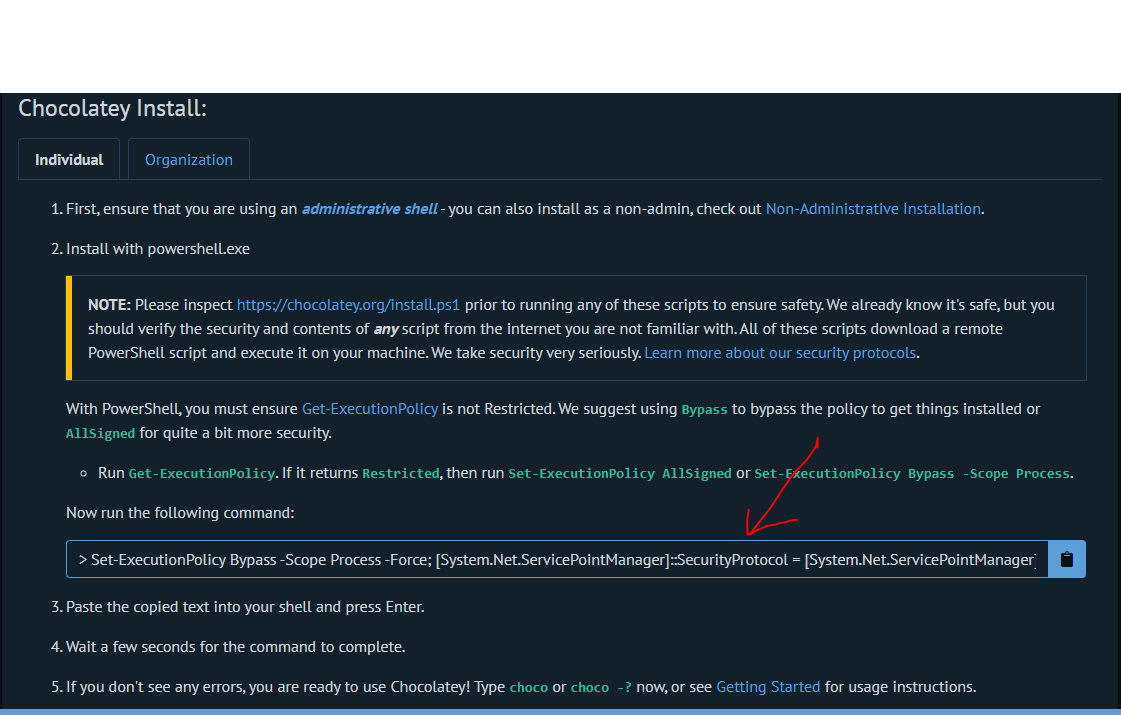 Chocolatey Install:
Individual
Organization
1. First, ensure that you are using an administrative shell - you can also install as a non-admin, check out Non-Administrative Installation.
2. Install with powershell.exe
NOTE: Please inspect https://chocolatey.org/install.ps1 prior to running any of these scripts to ensure safety. We already know it's safe, but you
should verify the security and contents of any script from the internet you are not familiar with. All of these scripts download a remote
PowerShell script and execute it on your machine. We take security very seriously. Learn more about our security protocols.
With PowerShell, you must ensure Get-ExecutionPolicy is not Restricted. We suggest using Bypass to bypass the policy to get things installed or
AllSigned for quite a bit more security.
Run Get-ExecutionPolicy. If it returns Restricted, then run Set-ExecutionPolicy AllSigned or Set-ExecutionPolicy Bypass -Scope Process.
Now run the following command:
> Set-ExecutionPolicy Bypass -Scope Process -Force; [System.Net.ServicePointManager]::SecurityProtocol = [System.Net.ServicePointManager]
3. Paste the copied text into your shell and press Enter.
4. Wait a few seconds for the command to complete.
5. If you don't see any errors, you are ready to use Chocolatey! Type choco or choco -? now, or see Getting Started for usage instructions.